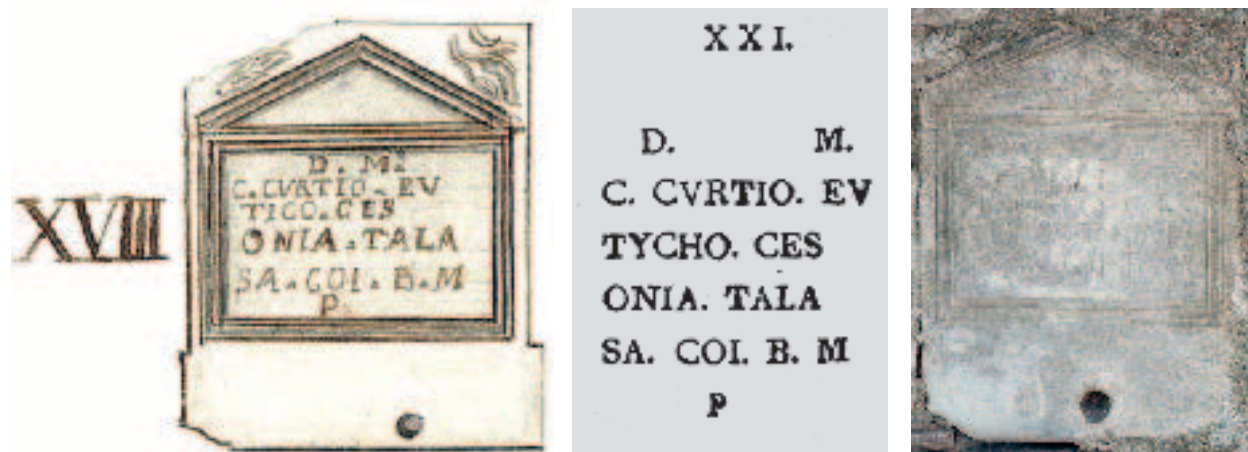 XVIII
D. M.
C. CVRTIO. EV
TICO. CES
ONIA. TALA
SA. COI. B. M
P.
XXI.
D. M.
C. CVRTIO. EV
TYCHO. CES
ONIA. TALA
SA. COI. B. M
P